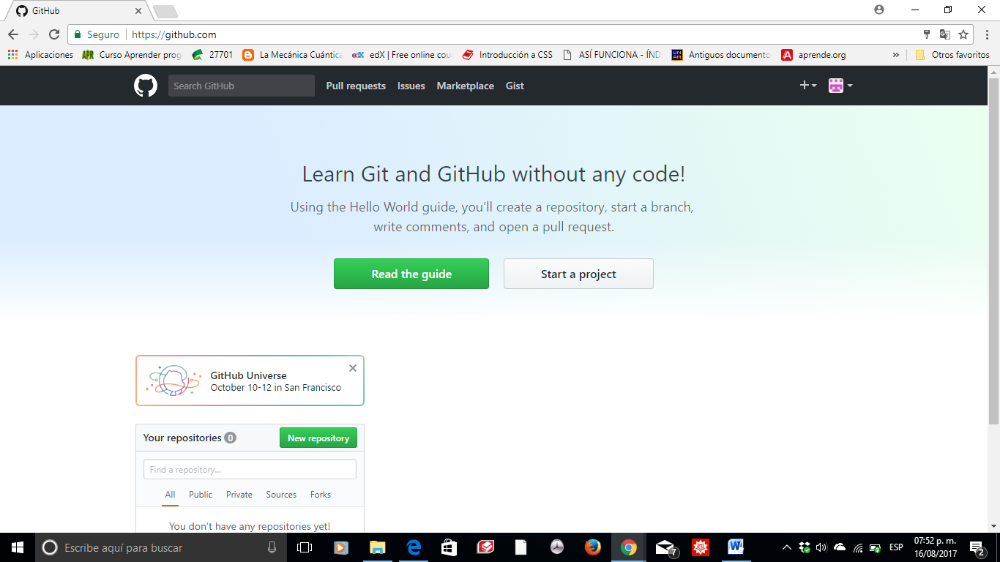 GitHub
Seguro
https://github.com
Aplicaciones
Curso Aprender prog
27701
La Mecánica Cuántica
edX | Free online cou
Introducción a CSS
ASÍ FUNCIONA - ÍND
Antiguos documento
aprende.org
»
Otros favoritos
Search GitHub
Pull requests
Issues
Marketplace
Gist
Learn Git and GitHub without any code!
Using the Hello World guide, you’ll create a repository, start a branch,
write comments, and open a pull request.
Read the guide
Start a project
GitHub Universe
October 10-12 in San Francisco
Your repositories 0
New repository
Find a repository...
All
Public
Private
Sources
Forks
You don’t have any repositories yet!
Escribe aquí para buscar
7
ESP
07:52 p. m.
16/08/2017
2